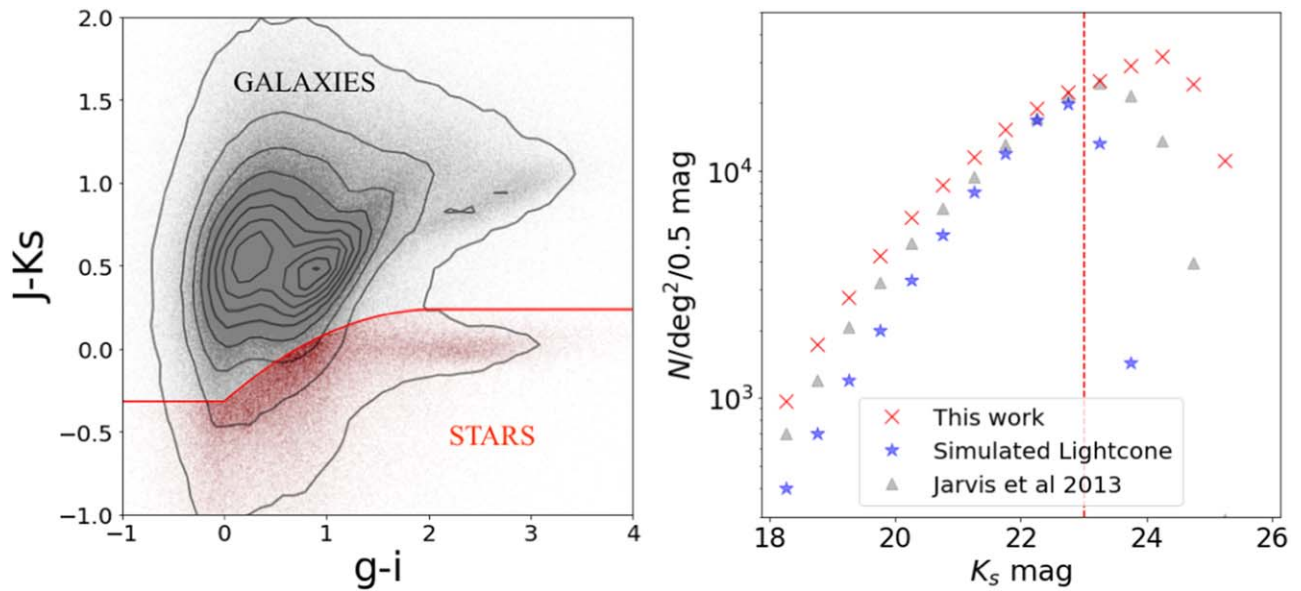 2.0
1.5
1.0
0.5
0.0
−0.5
−1.0
J-Ks
GALAXIES
STARS
−1 0 1 2 3 4
g-i
N/deg²/0.5 mag
10⁴
10³
This work
Simulated Lightcone
Jarvis et al 2013
18 20 22 24 26
Kₛ mag